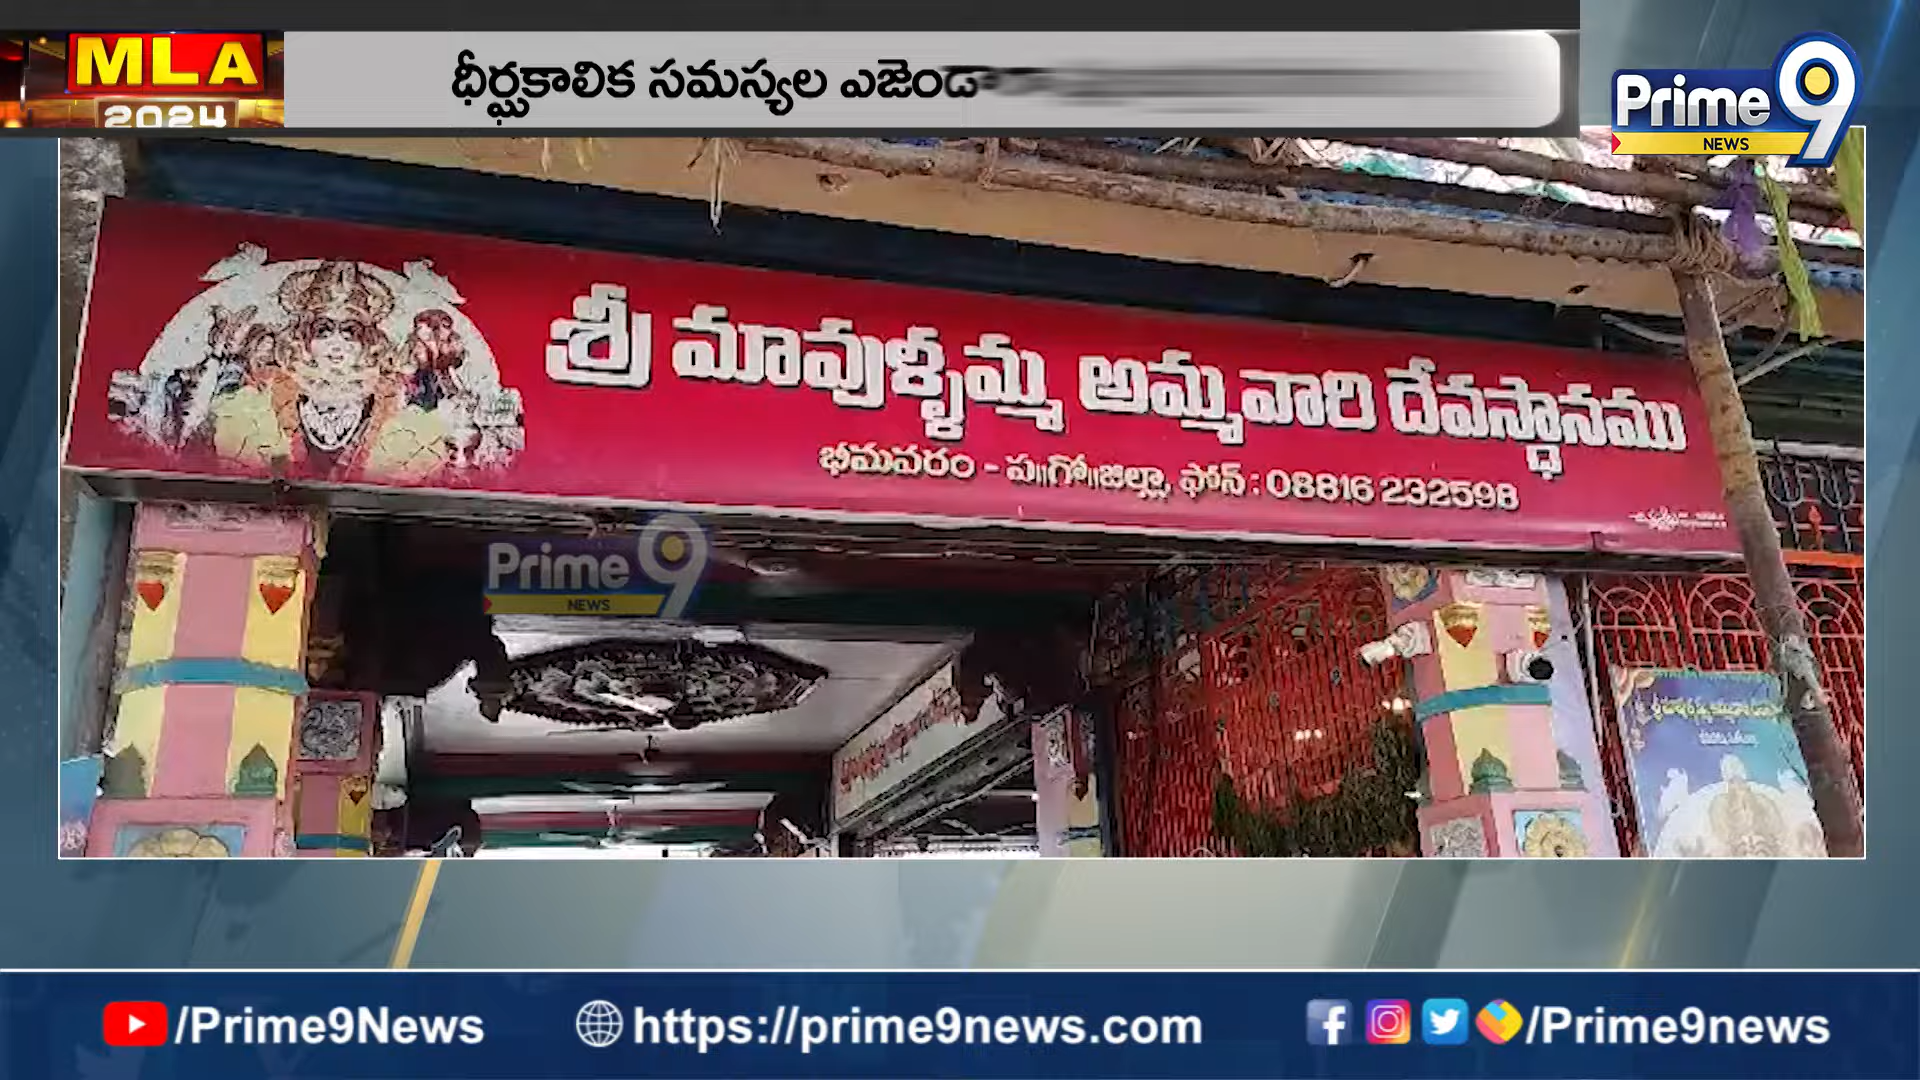 MLA
2024
ధీర్ఘకాలిక సమస్యల ఎజెండా
Prime9
NEWS
శ్రీ మావుళ్ళమ్మ అమ్మవారి దేవస్థానము
భీమవరం - ప॥గో॥జిల్లా, ఫోన్ : 08816 232598
Prime9
NEWS
/Prime9News
https://prime9news.com
/Prime9news